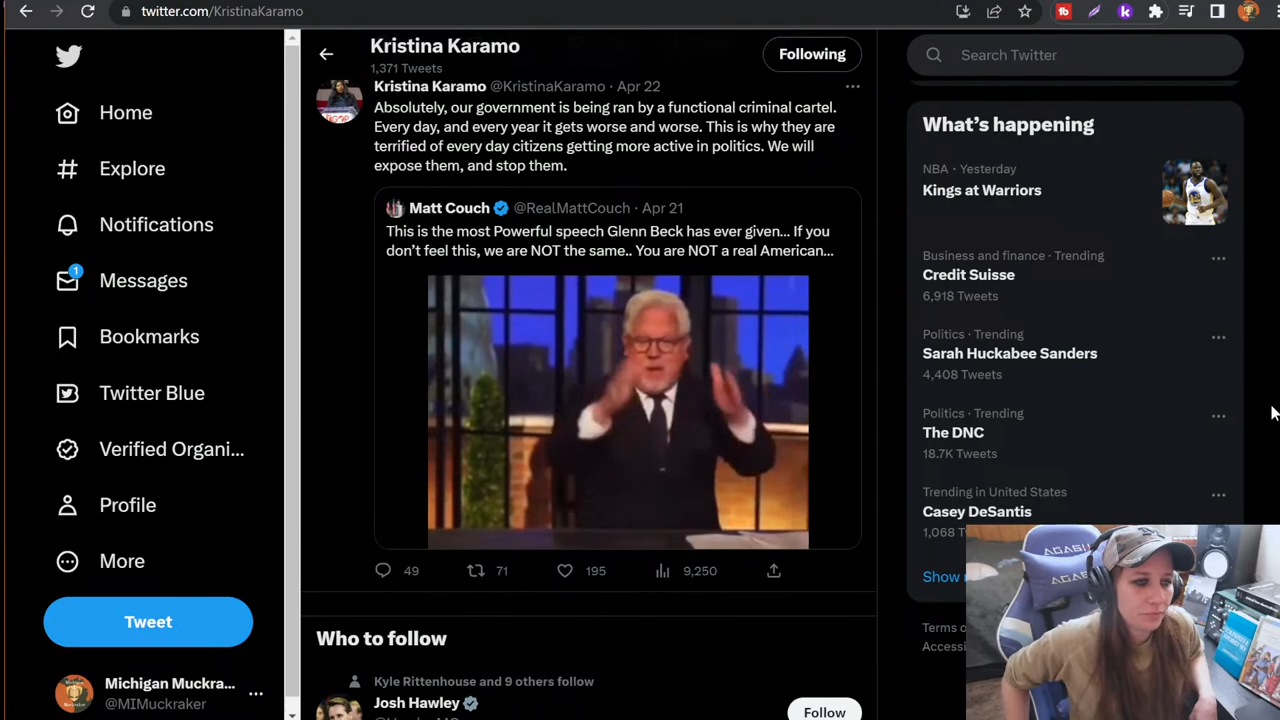 twitter.com/KristinaKaramo
Home
Explore
Notifications
1
Messages
Bookmarks
Twitter Blue
Verified Organi...
Profile
More
Tweet
Michigan Muckra...
@MIMuckraker
Kristina Karamo
1,371 Tweets
Following
Kristina Karamo @KristinaKaramo · Apr 22
Absolutely, our government is being ran by a functional criminal cartel.
Every day, and every year it gets worse and worse. This is why they are
terrified of every day citizens getting more active in politics. We will
expose them, and stop them.
Matt Couch @RealMattCouch · Apr 21
This is the most Powerful speech Glenn Beck has ever given... If you
don't feel this, we are NOT the same.. You are NOT a real American...
49 71 195 9,250
Who to follow
Kyle Rittenhouse and 9 others follow
Josh Hawley
Follow
Search Twitter
What's happening
NBA · Yesterday
Kings at Warriors
Business and finance · Trending
Credit Suisse
6,918 Tweets
Politics · Trending
Sarah Huckabee Sanders
4,408 Tweets
Politics · Trending
The DNC
18.7K Tweets
Trending in United States
Casey DeSantis
1,068
Show
Terms o
Accessi